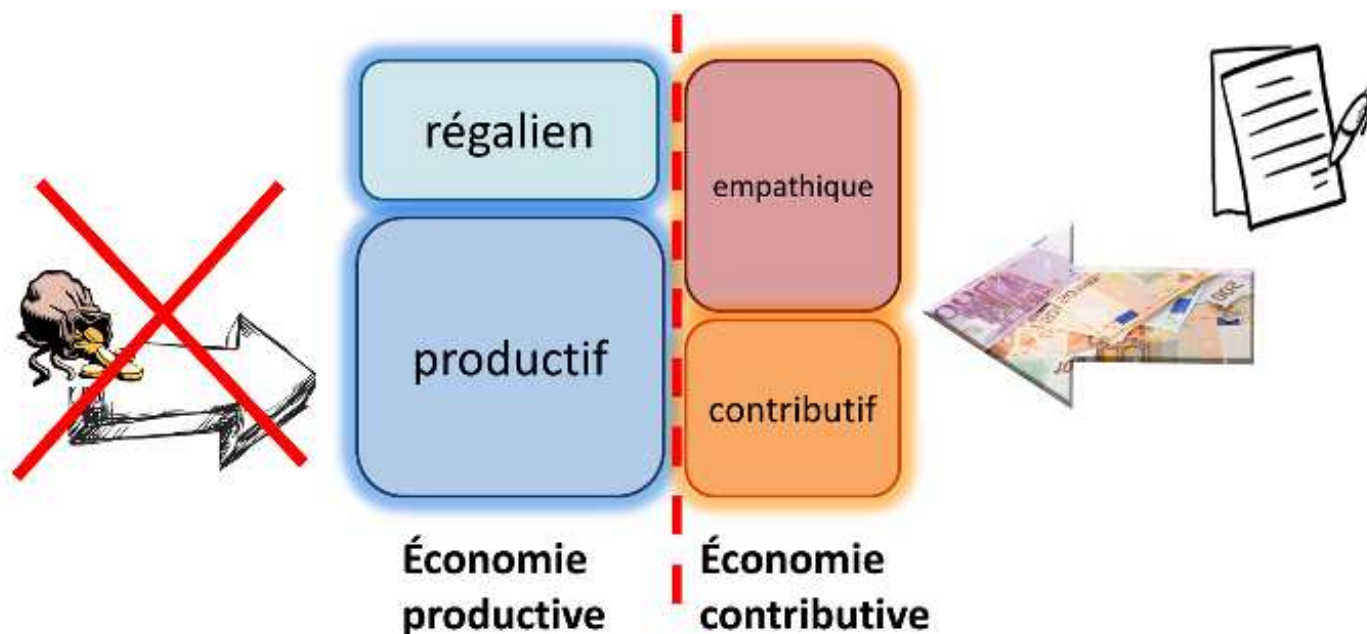 régalien
empathique
productif
contributif
Économie
productive
Économie
contributive